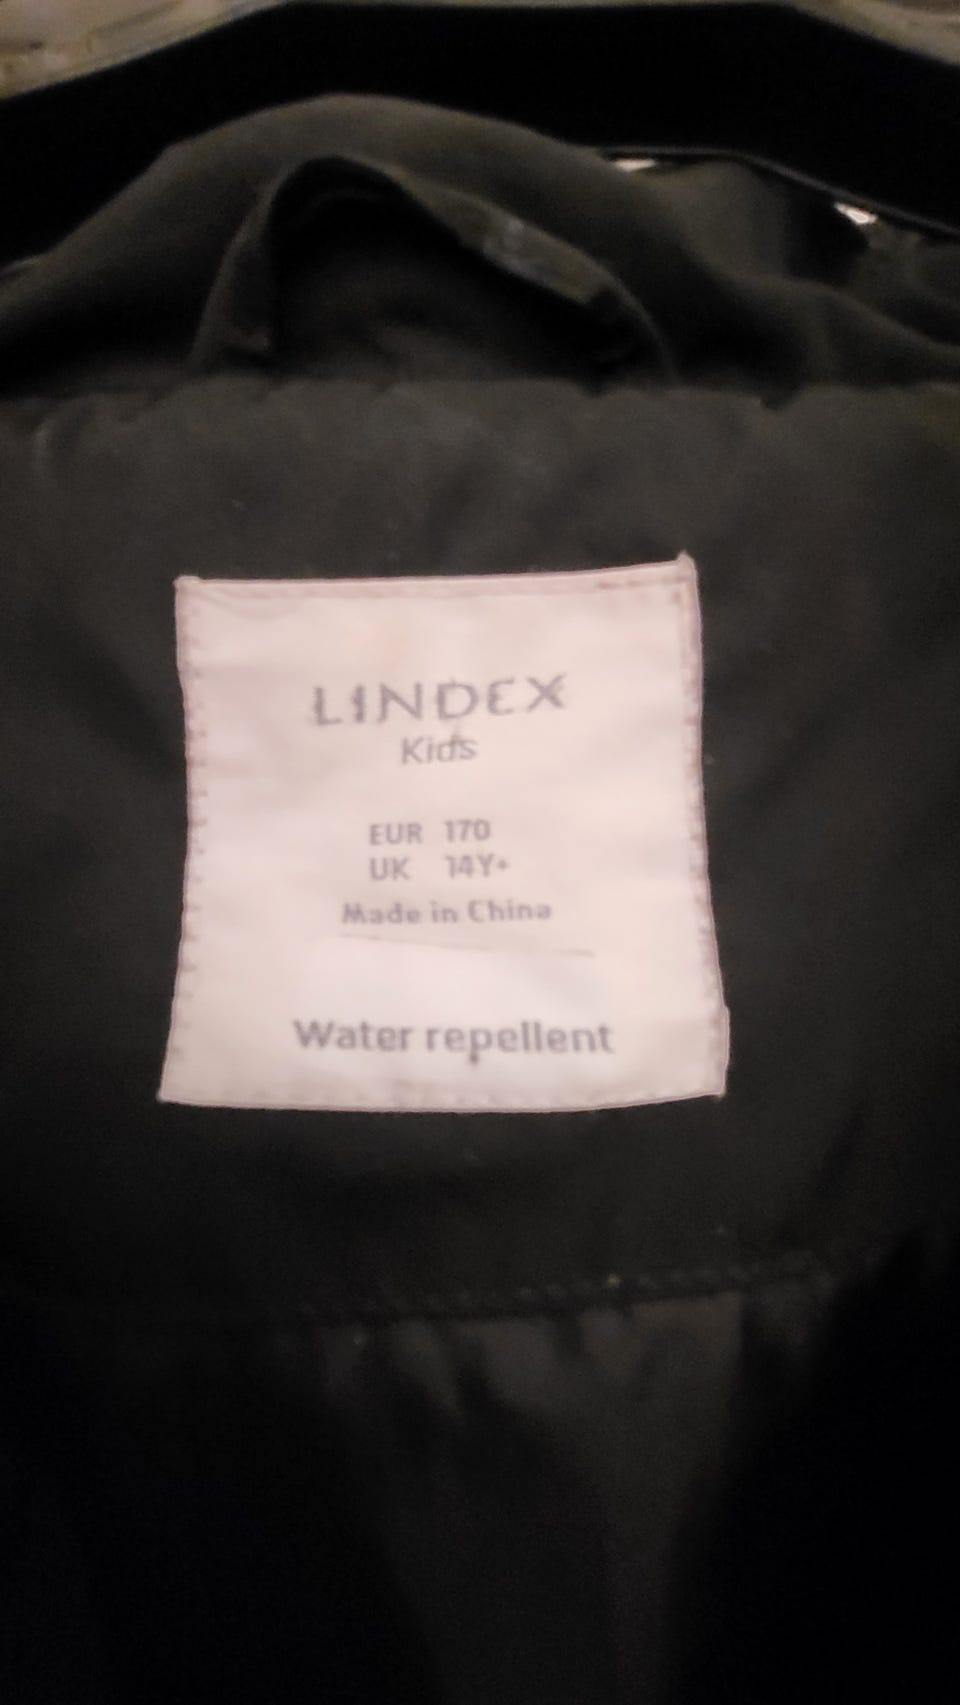 LINDEX
Kids
EUR 170
UK 14Y+
Made in China
Water repellent